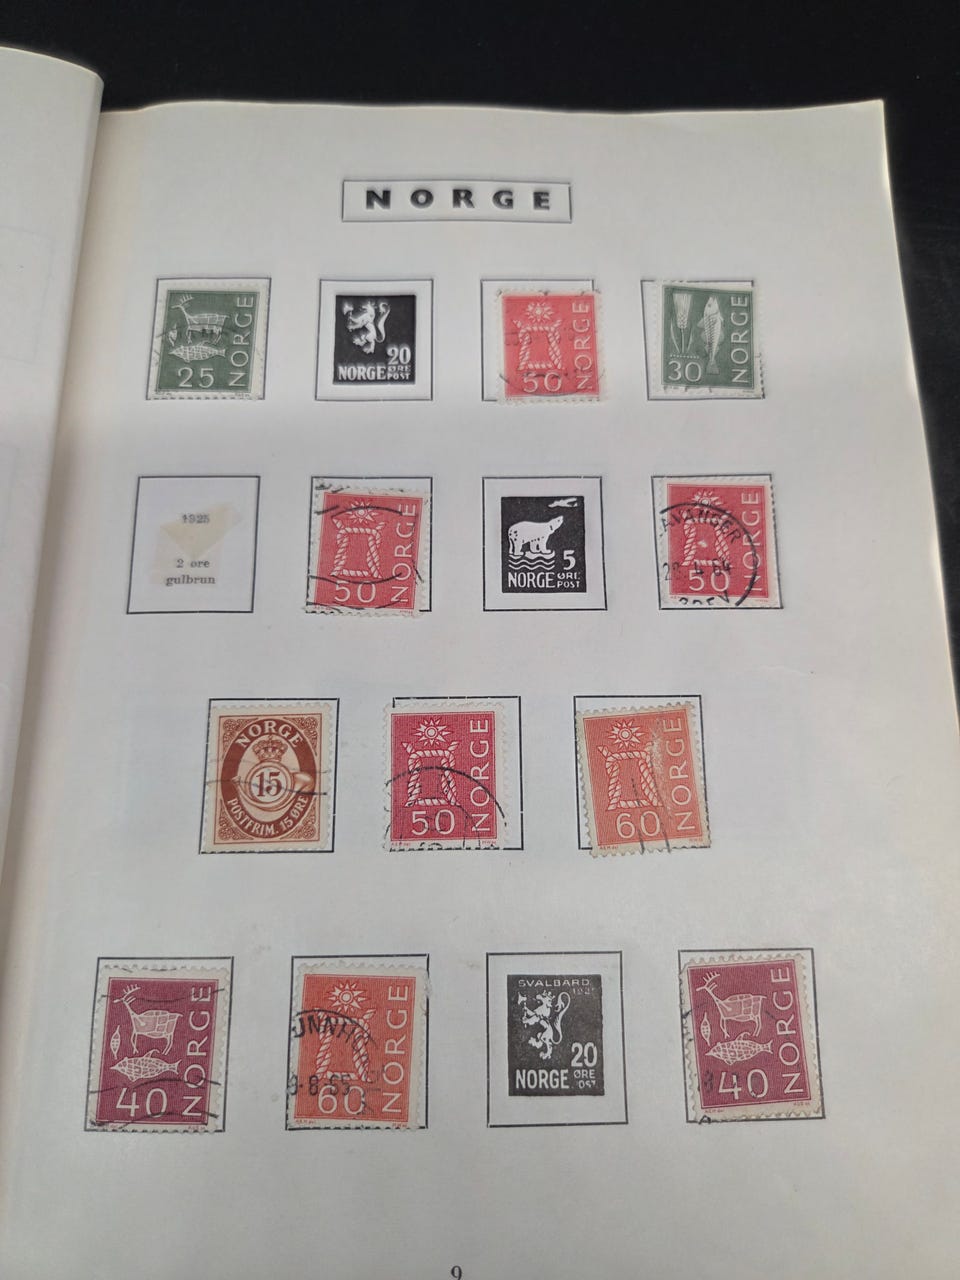 NORGE
25 NORGE
20 ØRE
NORGE POST
50 NORGE
30 NORGE
1925
2 øre
gulbrun
50 NORGE
5 ØRE
NORGE POST
AVANGER
50 NORGE
NORGE
15
POSTFRIM. 15 ØRE
50 NORGE
60 NORGE
40 NORGE
60 NORGE
SVALBARD
20
NORGE ØRE
40 NORGE
9